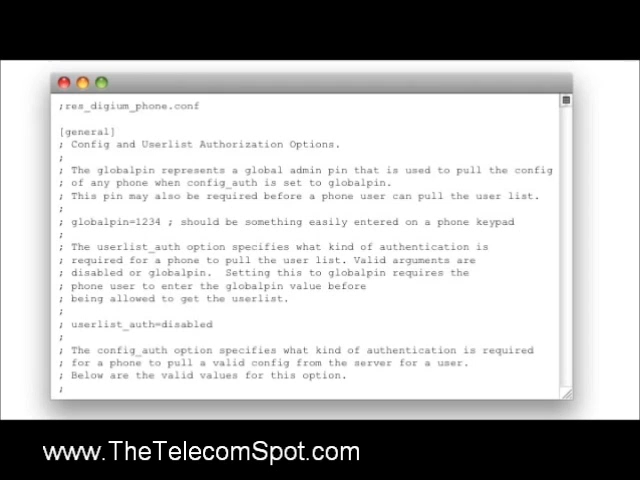 ;res_digium_phone.conf
[general]
; Config and Userlist Authorization Options.
;
; The globalpin represents a global admin pin that is used to pull the config
; of any phone when config_auth is set to globalpin.
; This pin may also be required before a phone user can pull the user list.
;
; globalpin=1234 ; should be something easily entered on a phone keypad
;
; The userlist_auth option specifies what kind of authentication is
; required for a phone to pull the user list. Valid arguments are
; disabled or globalpin.  Setting this to globalpin requires the
; phone user to enter the globalpin value before
; being allowed to get the userlist.
;
; userlist_auth=disabled
;
; The config_auth option specifies what kind of authentication is required
; for a phone to pull a valid config from the server for a user.
; Below are the valid values for this option.
;
www.TheTelecomSpot.com